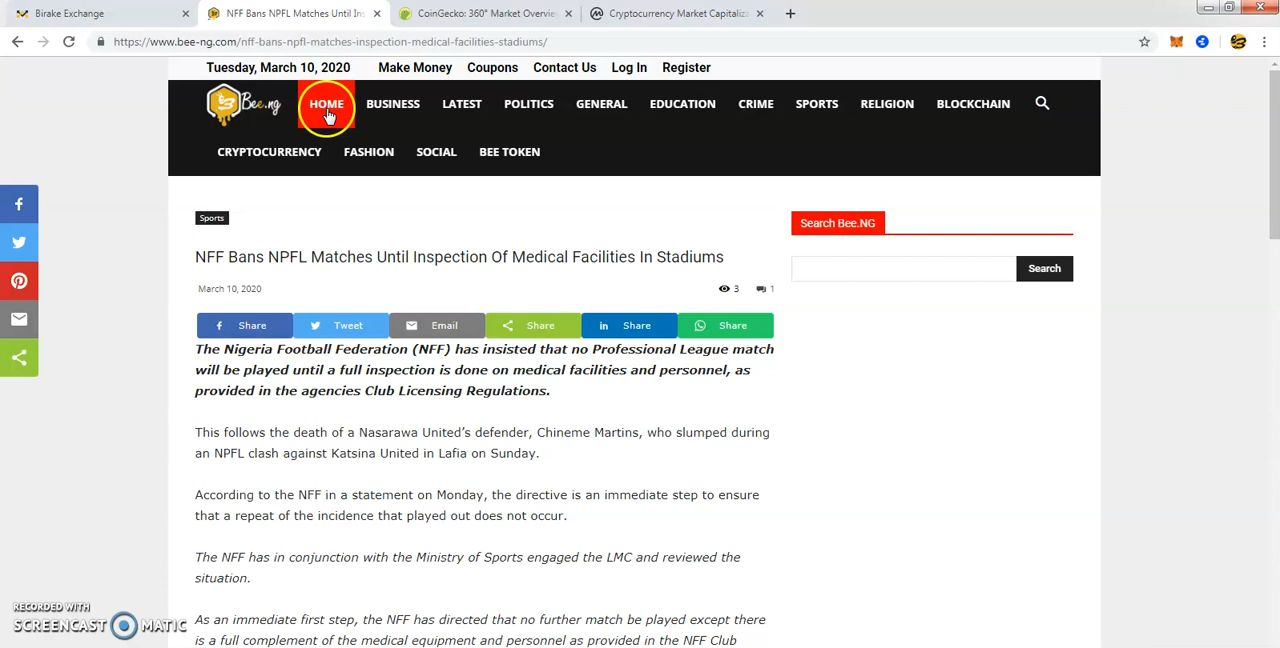 Birake Exchange
NFF Bans NPFL Matches Until Ins
CoinGecko: 360° Market Overvie
Cryptocurrency Market Capitaliza
https://www.bee-ng.com/nff-bans-npfl-matches-inspection-medical-facilities-stadiums/
Tuesday, March 10, 2020 Make Money Coupons Contact Us Log In Register
Bee.ng HOME BUSINESS LATEST POLITICS GENERAL EDUCATION CRIME SPORTS RELIGION BLOCKCHAIN
CRYPTOCURRENCY FASHION SOCIAL BEE TOKEN
Sports
NFF Bans NPFL Matches Until Inspection Of Medical Facilities In Stadiums
March 10, 2020 3 1
Share Tweet Email Share Share Share
The Nigeria Football Federation (NFF) has insisted that no Professional League match
will be played until a full inspection is done on medical facilities and personnel, as
provided in the agencies Club Licensing Regulations.
This follows the death of a Nasarawa United's defender, Chineme Martins, who slumped during
an NPFL clash against Katsina United in Lafia on Sunday.
According to the NFF in a statement on Monday, the directive is an immediate step to ensure
that a repeat of the incidence that played out does not occur.
The NFF has in conjunction with the Ministry of Sports engaged the LMC and reviewed the
situation.
As an immediate first step, the NFF has directed that no further match be played except there
is a full complement of the medical equipment and personnel as provided in the NFF Club
Search Bee.NG
Search
RECORDED WITH
SCREENCAST MATIC